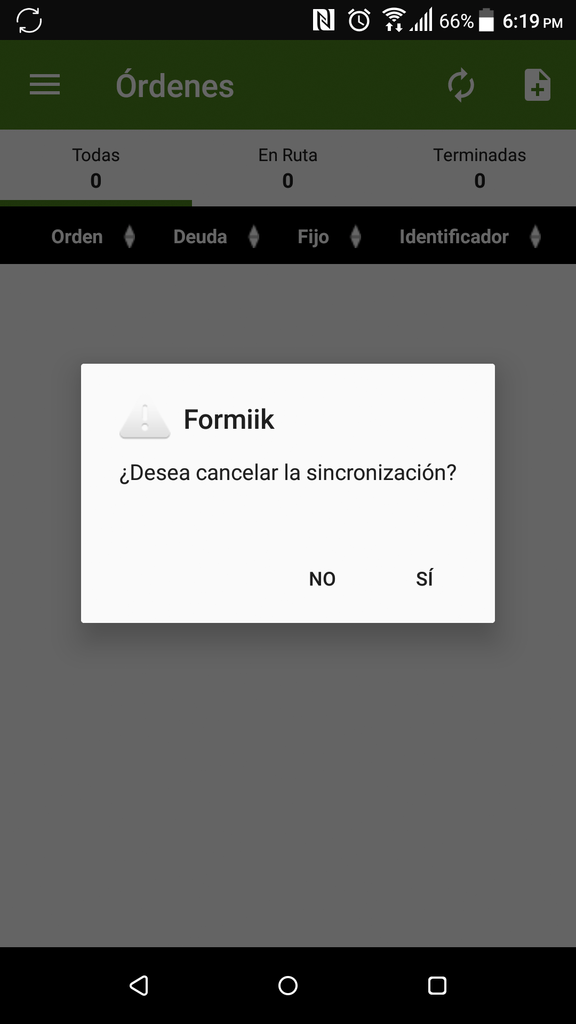 66% 6:19 PM
Órdenes
Todas En Ruta Terminadas
0 0 0
Orden Deuda Fijo Identificador
Formiik
¿Desea cancelar la sincronización?
NO SÍ